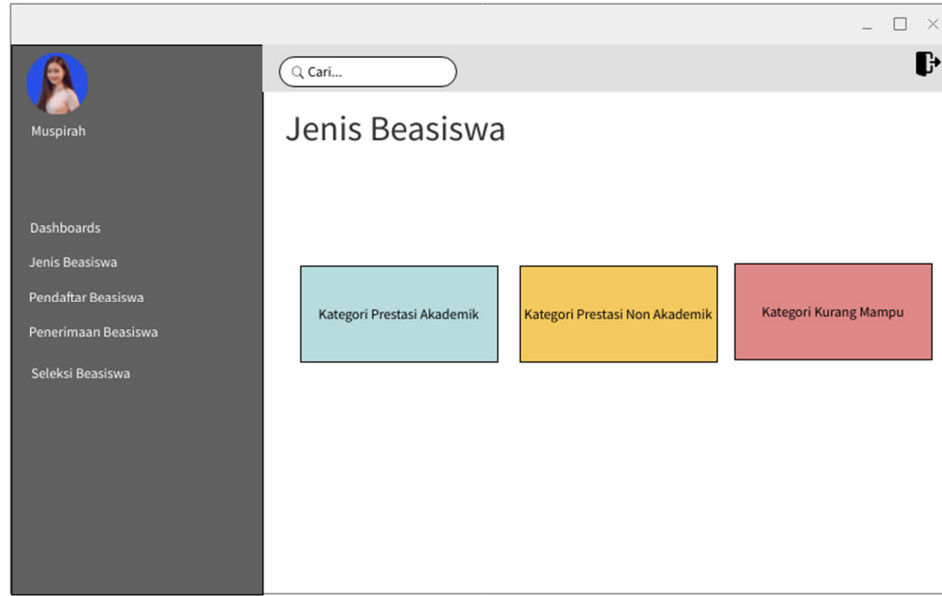 Cari...
Muspirah
Jenis Beasiswa
Dashboards
Jenis Beasiswa
Pendaftar Beasiswa
Penerimaan Beasiswa
Seleksi Beasiswa
Kategori Prestasi Akademik
Kategori Prestasi Non Akademik
Kategori Kurang Mampu